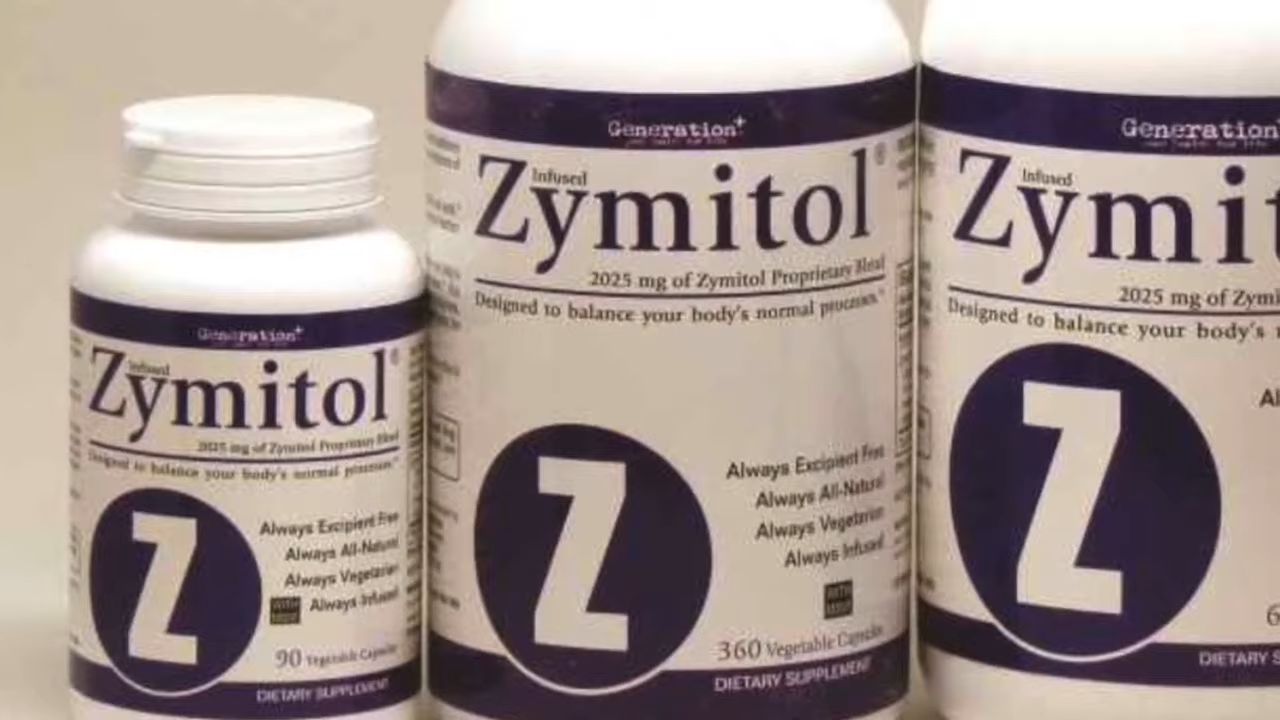 Generation+
Infused
Zymitol®
2025 mg of Zymitol Proprietary Blend
Designed to balance your body's normal processes.
Z
Always Excipient Free
Always All-Natural
Always Vegetarian
Always Infused
90 Vegetable Capsules
DIETARY SUPPLEMENT
Generation+
Infused
Zymitol®
2025 mg of Zymitol Proprietary Blend
Designed to balance your body's normal processes.
Z
Always Excipient Free
Always All-Natural
Always Vegetarian
Always Infused
360 Vegetable Capsules
DIETARY SUPPLEMENT
Generation
Infused
Zymit
2025 mg of Zymi
Designed to balance your body's
Z
Al
6
DIETARY S